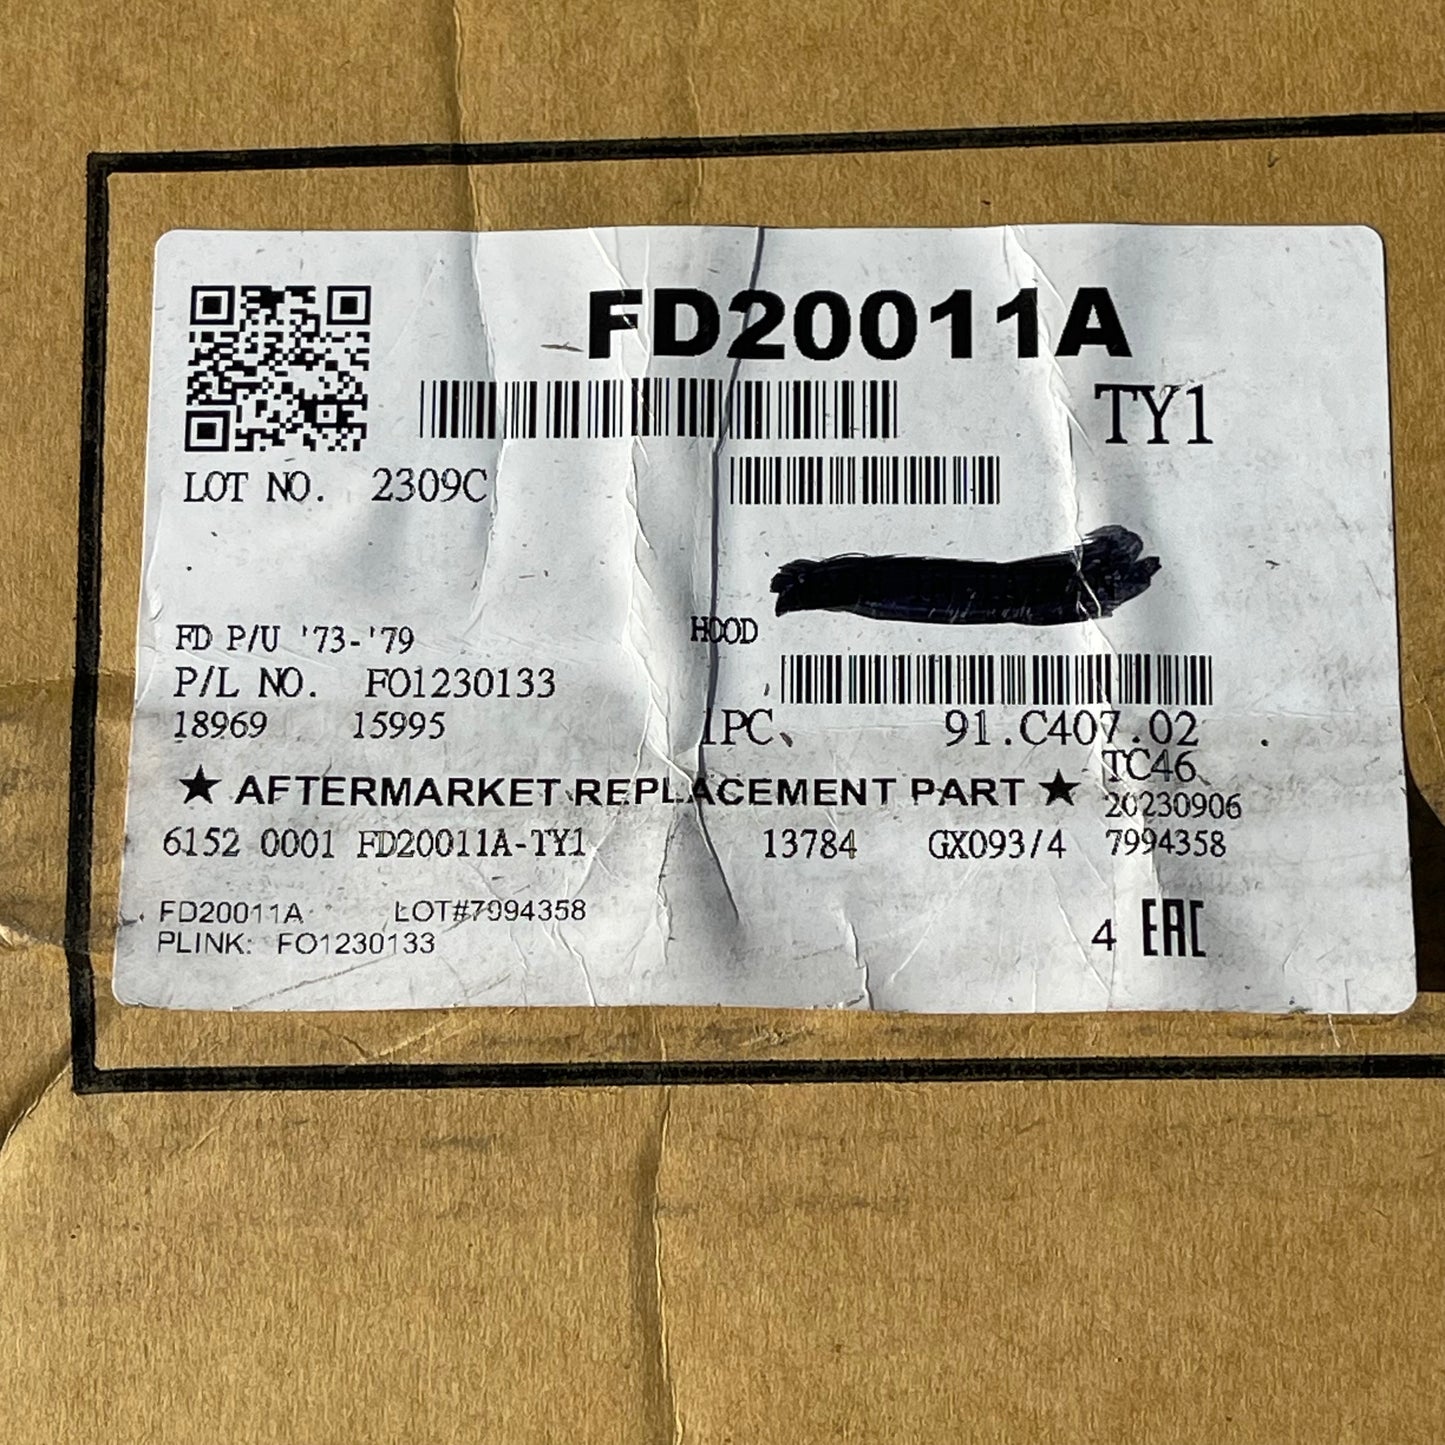 FD20011A
TY1
LOT NO. 2309C
FD P/U '73-'79 HOOD
P/L NO. FO1230133
18969 15995 1PC 91.C407.02
TC46
★ AFTERMARKET REPLACEMENT PART ★ 20230906
6152 0001 FD20011A-TY1 13784 GX093/4 7994358
FD20011A LOT#7994358
PLINK: FO1230133
4 EAC